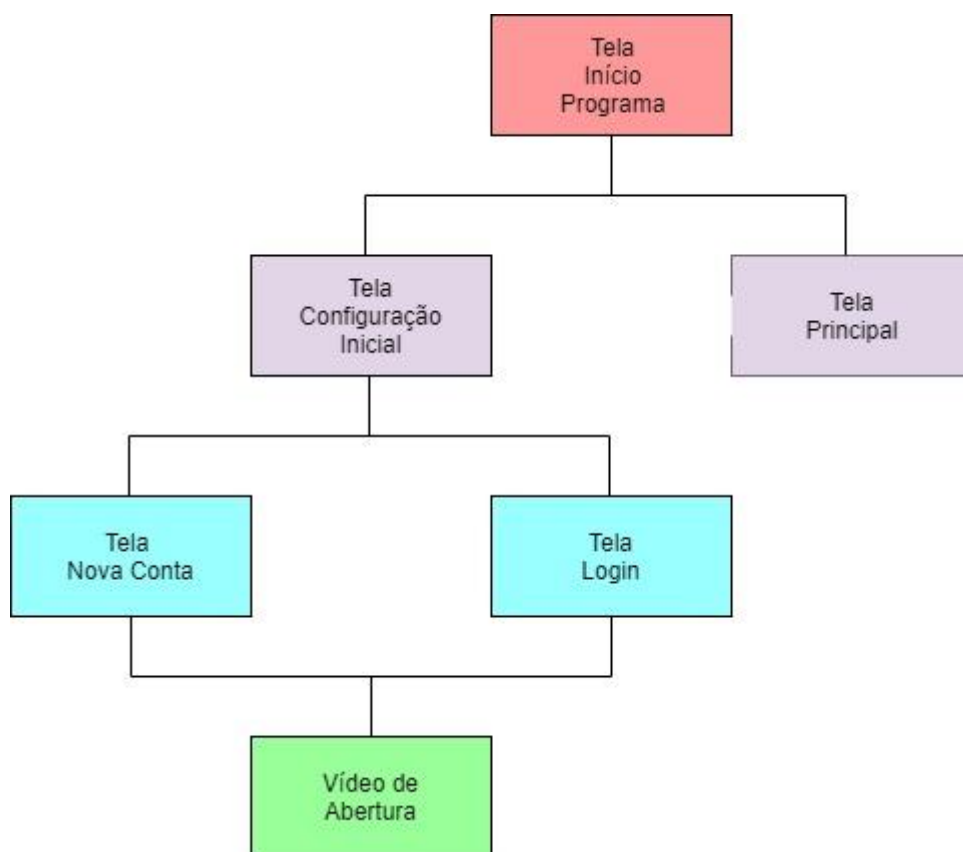 Tela
Início
Programa
Tela
Configuração
Inicial
Tela
Principal
Tela
Nova Conta
Tela
Login
Vídeo de
Abertura